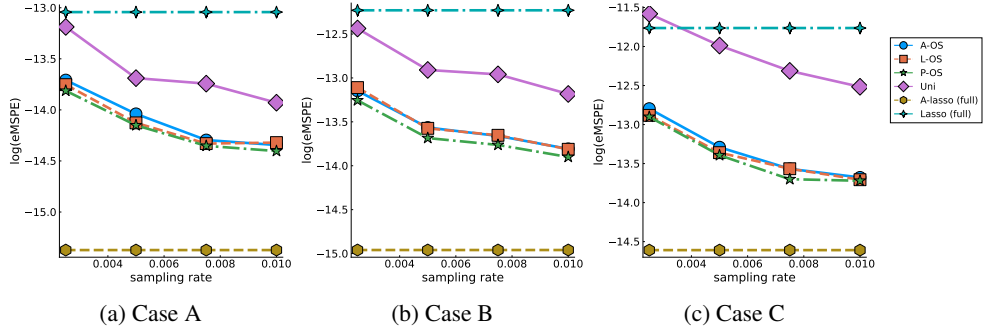 −13.0
−13.5
−14.0
−14.5
−15.0
log(eMSPE)
0.004 0.006 0.008 0.010
sampling rate
(a) Case A
−12.5
−13.0
−13.5
−14.0
−14.5
−15.0
log(eMSPE)
0.004 0.006 0.008 0.010
sampling rate
(b) Case B
−11.5
−12.0
−12.5
−13.0
−13.5
−14.0
−14.5
log(eMSPE)
0.004 0.006 0.008 0.010
sampling rate
(c) Case C
A-OS
L-OS
P-OS
Uni
A-lasso (full)
Lasso (full)